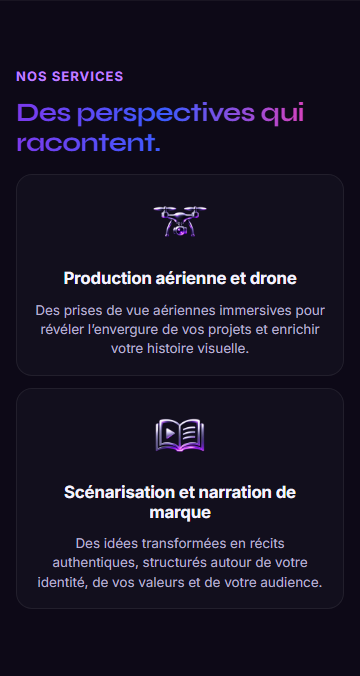 NOS SERVICES
Des perspectives qui
racontent.
Production aérienne et drone
Des prises de vue aériennes immersives pour
révéler l’envergure de vos projets et enrichir
votre histoire visuelle.
Scénarisation et narration de
marque
Des idées transformées en récits
authentiques, structurés autour de votre
identité, de vos valeurs et de votre audience.